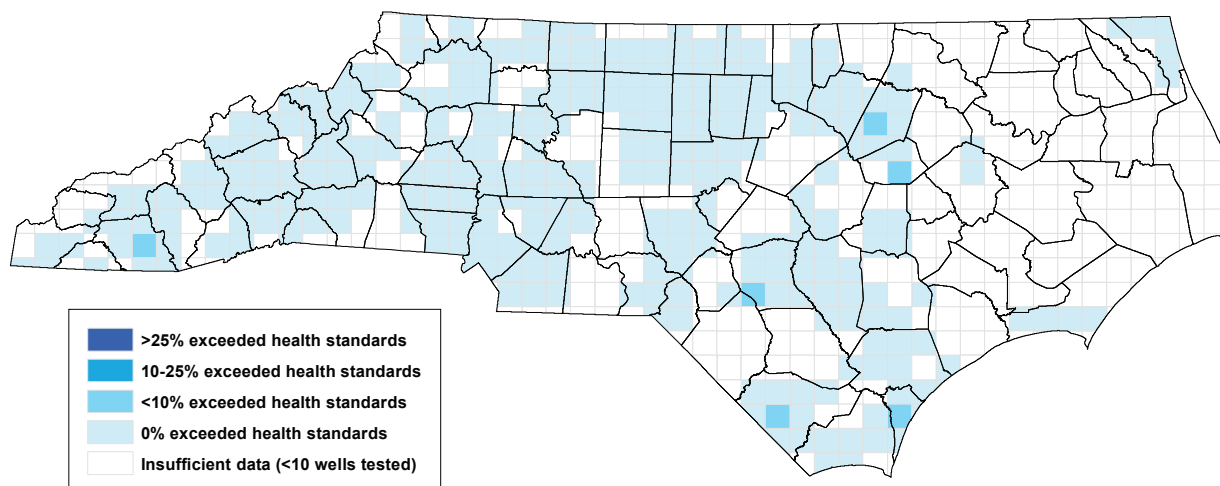 >25% exceeded health standards
10-25% exceeded health standards
<10% exceeded health standards
0% exceeded health standards
Insufficient data (<10 wells tested)